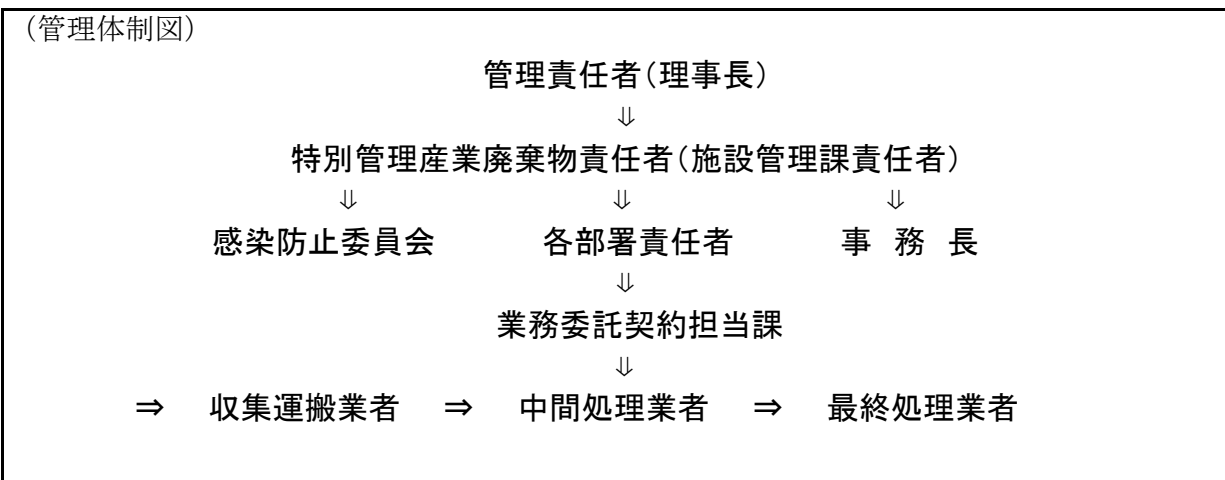 （管理体制図）
管理責任者（理事長）
⇓
特別管理産業廃棄物責任者（施設管理課責任者）
⇓ ⇓ ⇓
感染防止委員会 各部署責任者 事 務 長
⇓
業務委託契約担当課
⇓
⇒ 収集運搬業者 ⇒ 中間処理業者 ⇒ 最終処理業者